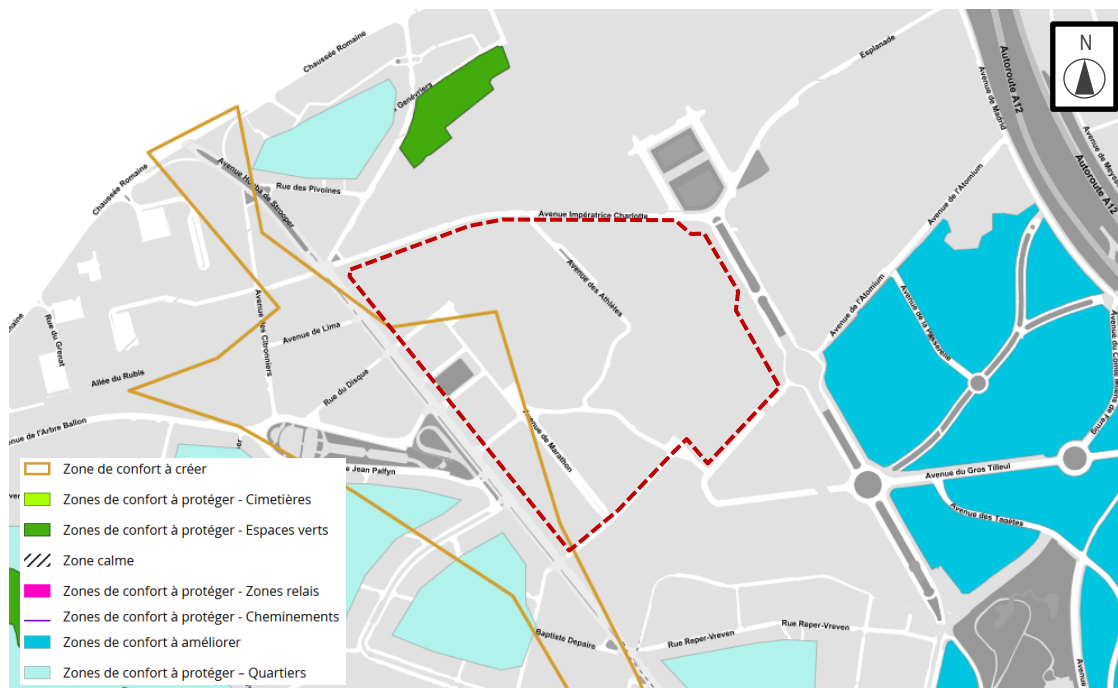 N
Chaussée Romaine
Esplanade
Autoroute A12
Avenue de Madrid
Genévriers
Chaussée Romaine
Avenue Houba de Strooper
Rue des Pivoines
Avenue Impératrice Charlotte
Avenue de l'Atomium
Autoroute A12
Avenue des Athlètes
Avenue de l'Atomium
Avenue de la Passerelle
Rue du Grenat
Avenue des Citronniers
Avenue de Lima
Allée du Rubis
Rue du Disque
Avenue de l'Arbre Ballon
Avenue de Marathon
Jean Palfyn
Avenue du Gros Tilleul
Avenue des Tagètes
Baptiste Depaire
Rue Reper-Vreven
Rue Reper-Vreven
Zone de confort à créer
Zones de confort à protéger - Cimetières
Zones de confort à protéger - Espaces verts
Zone calme
Zones de confort à protéger - Zones relais
Zones de confort à protéger - Cheminements
Zones de confort à améliorer
Zones de confort à protéger – Quartiers